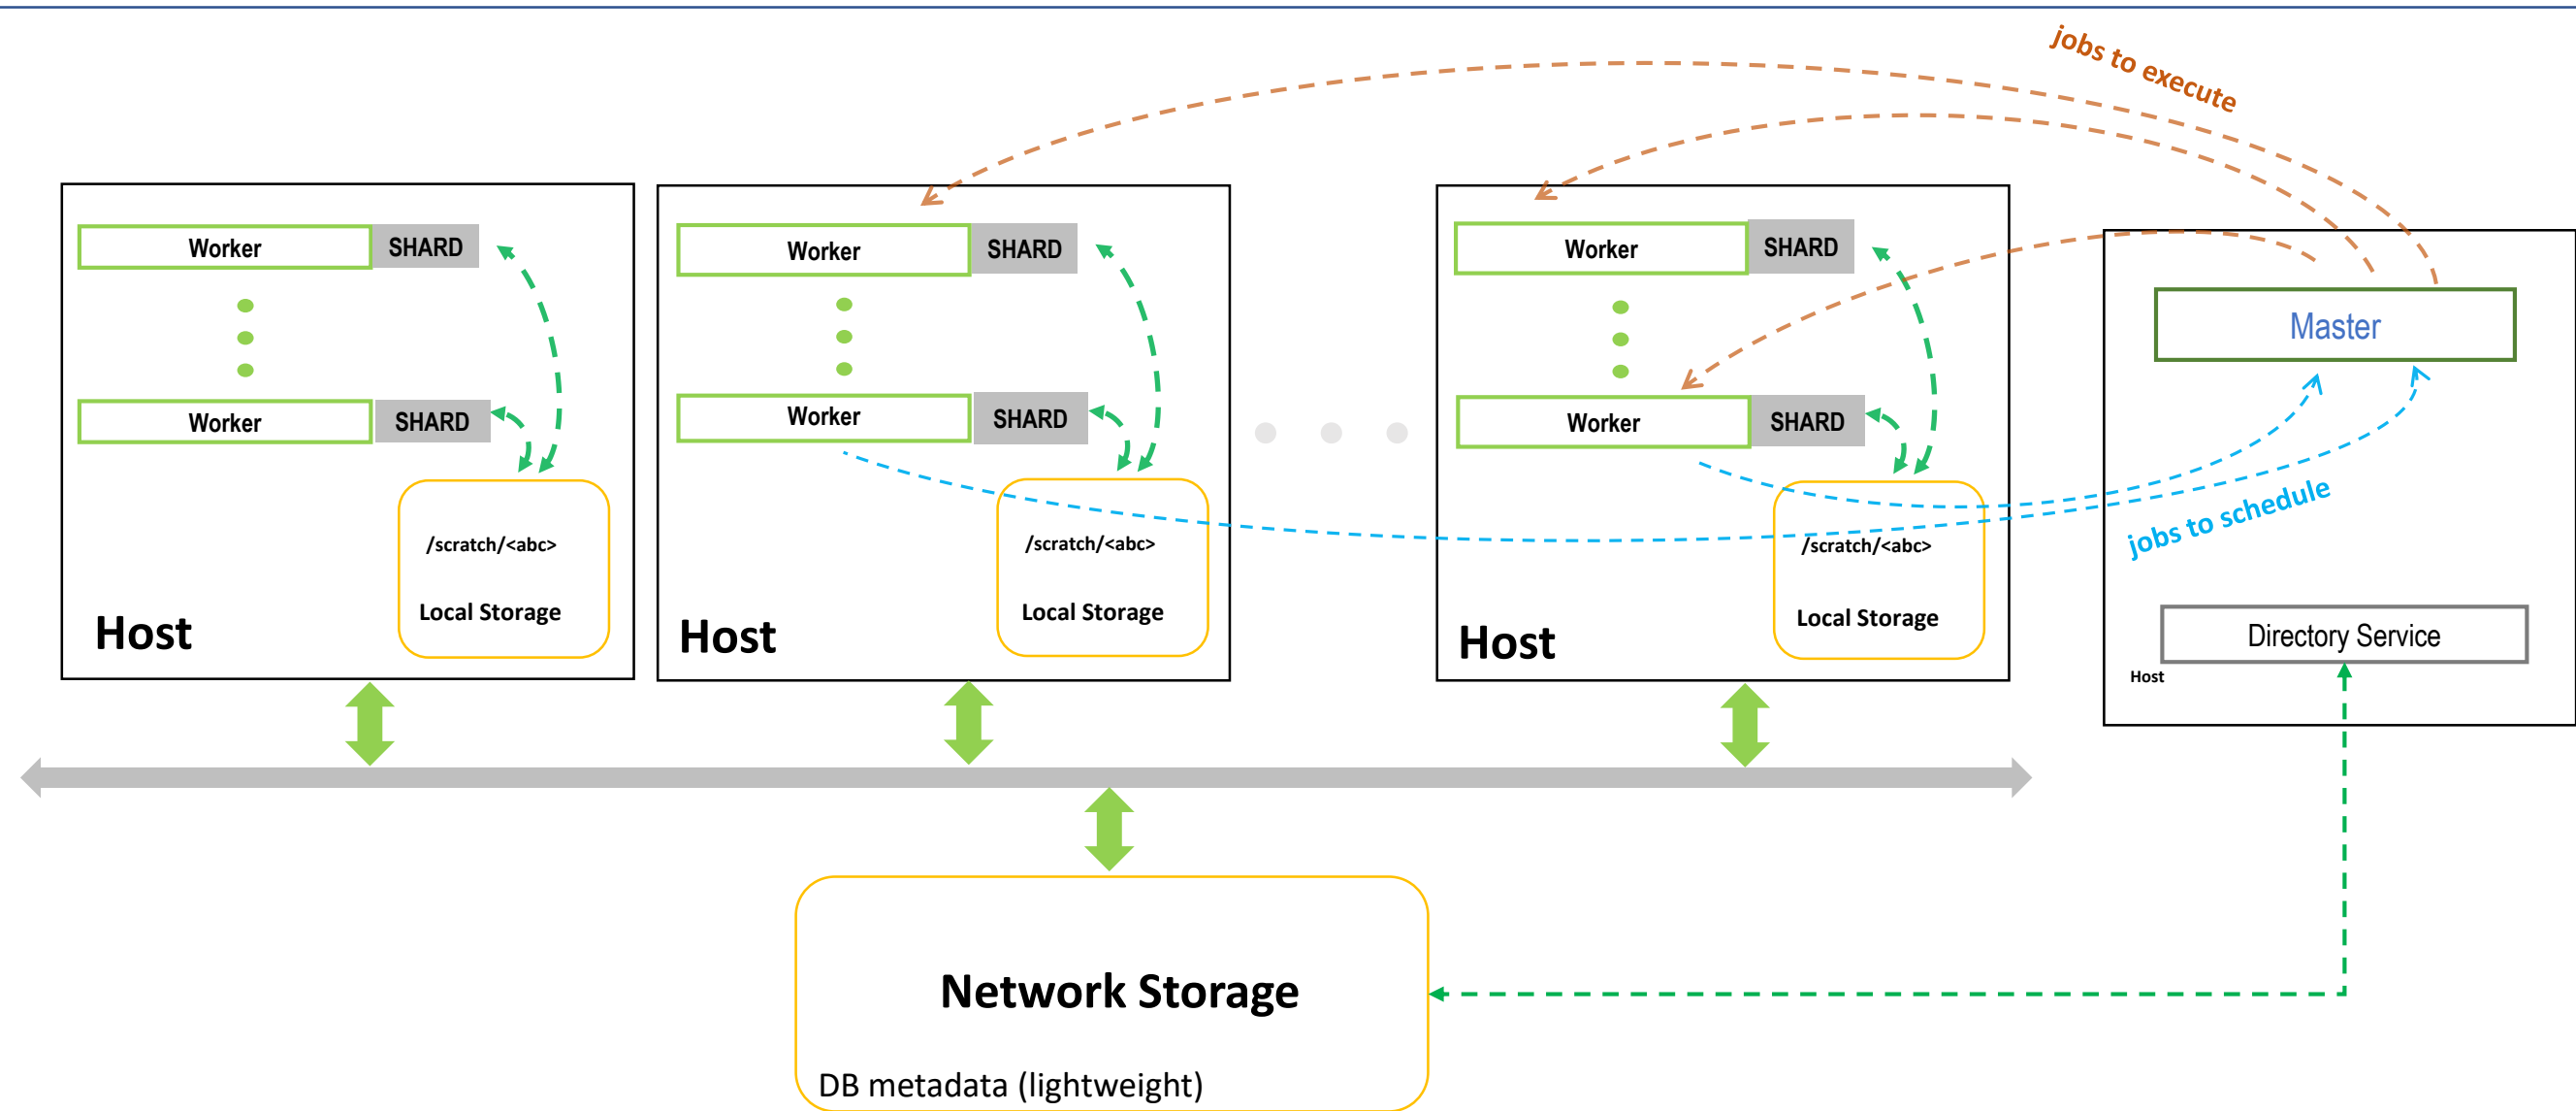 jobs to execute
Worker
SHARD
Worker
SHARD
/scratch/<abc>
Local Storage
Host
Worker
SHARD
Worker
SHARD
/scratch/<abc>
Local Storage
Host
Worker
SHARD
Worker
SHARD
/scratch/<abc>
Local Storage
Host
Master
jobs to schedule
Directory Service
Host
Network Storage
DB metadata (lightweight)